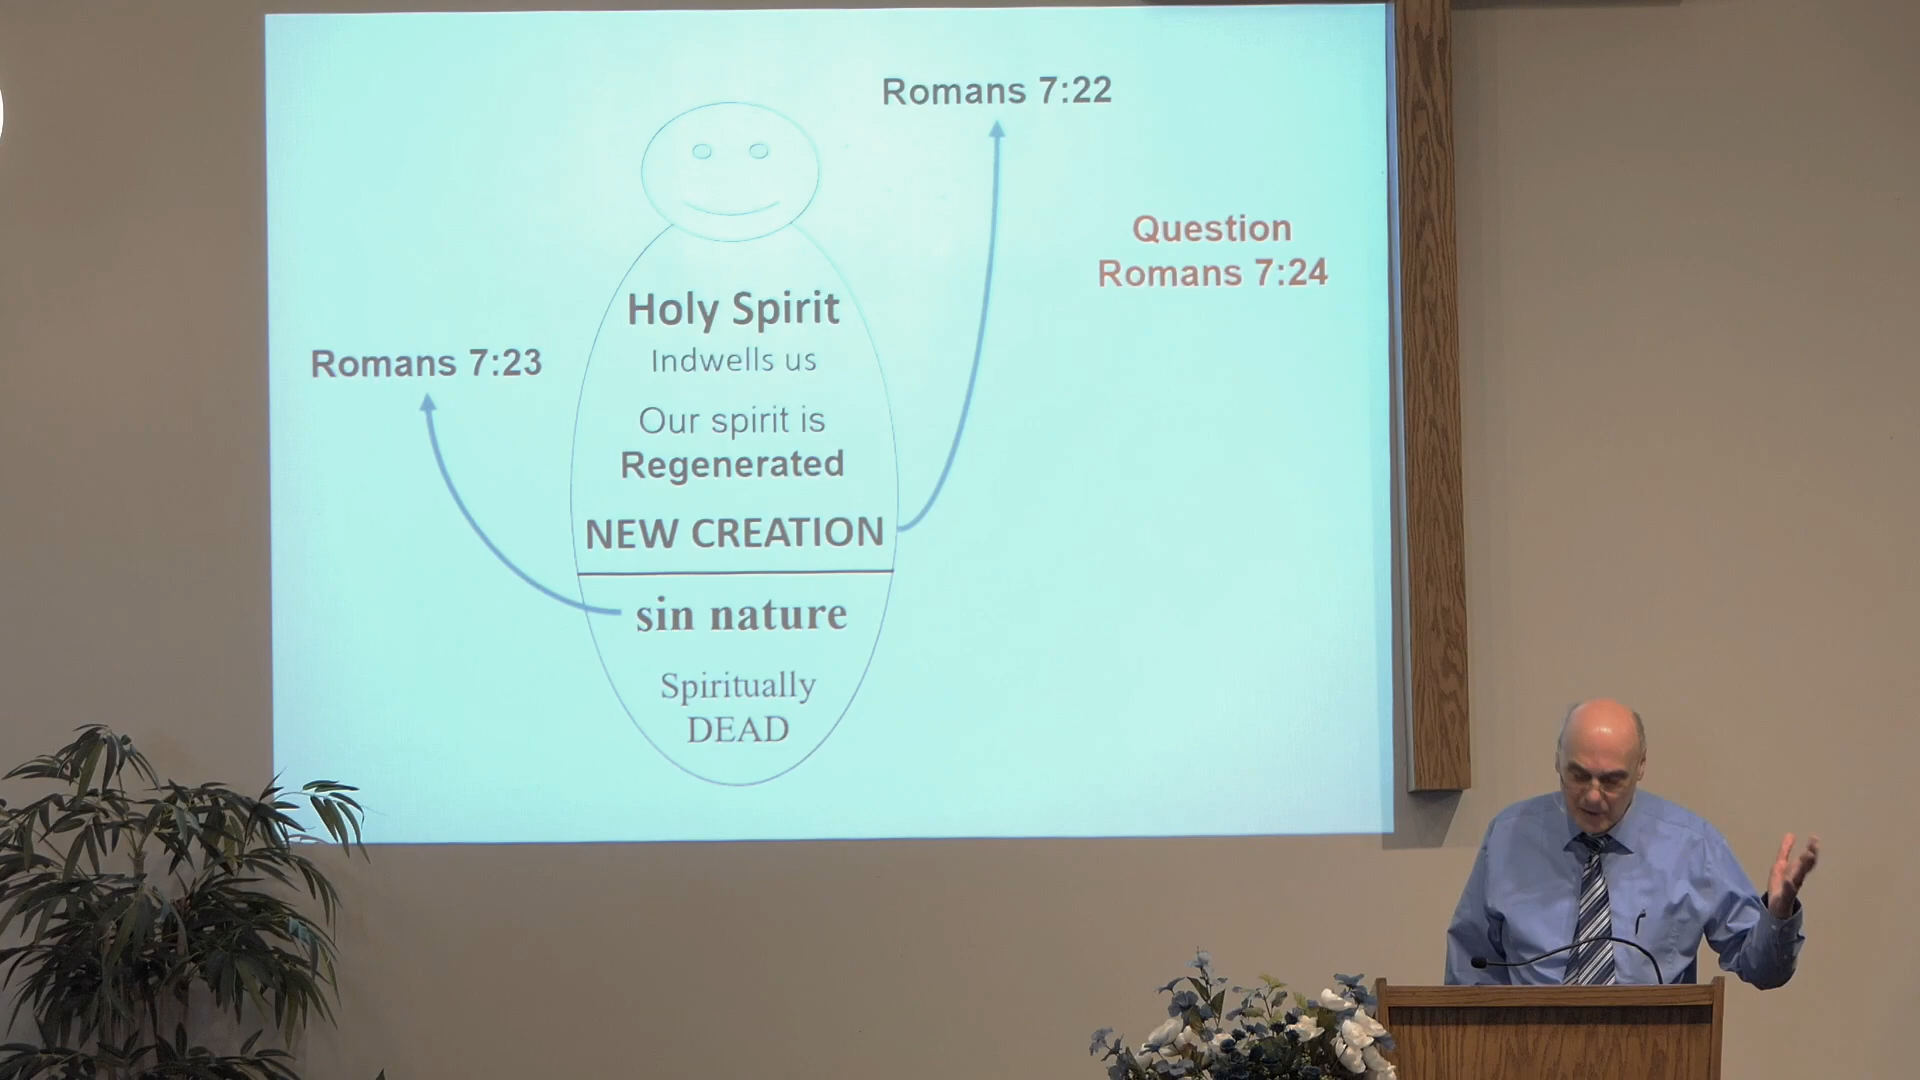 Romans 7:22
Question
Romans 7:24
Holy Spirit
Indwells us
Romans 7:23
Our spirit is
Regenerated
NEW CREATION
sin nature
Spiritually
DEAD